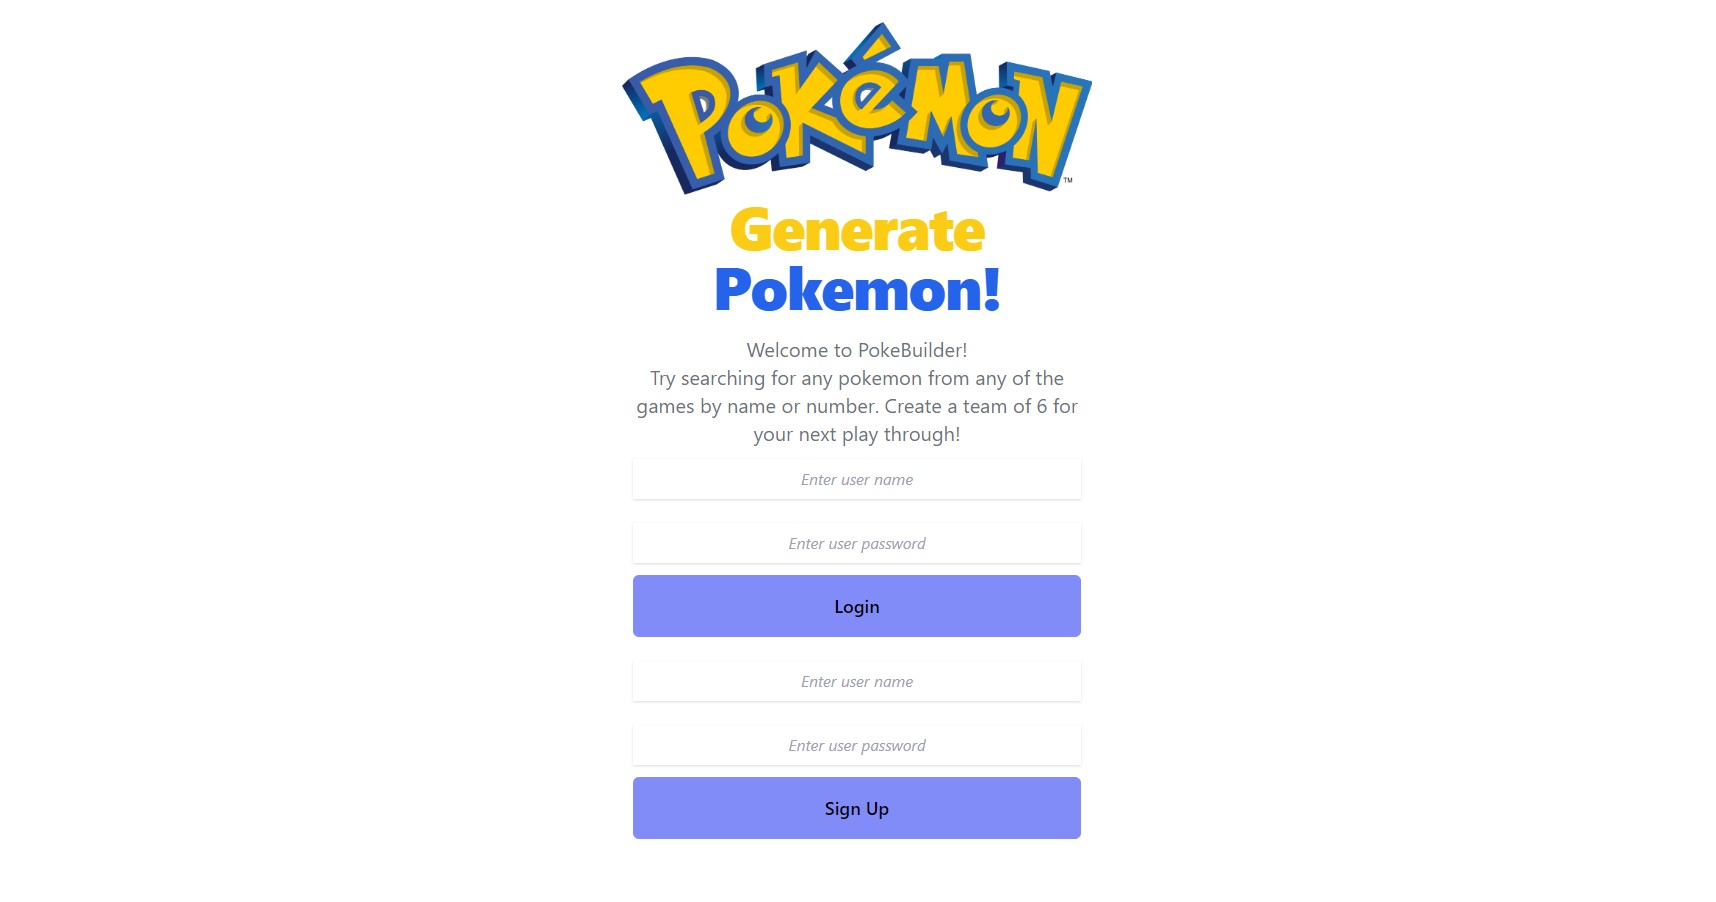 Pokémon
TM
Generate
Pokemon!
Welcome to PokeBuilder!
Try searching for any pokemon from any of the
games by name or number. Create a team of 6 for
your next play through!
Enter user name
Enter user password
Login
Enter user name
Enter user password
Sign Up